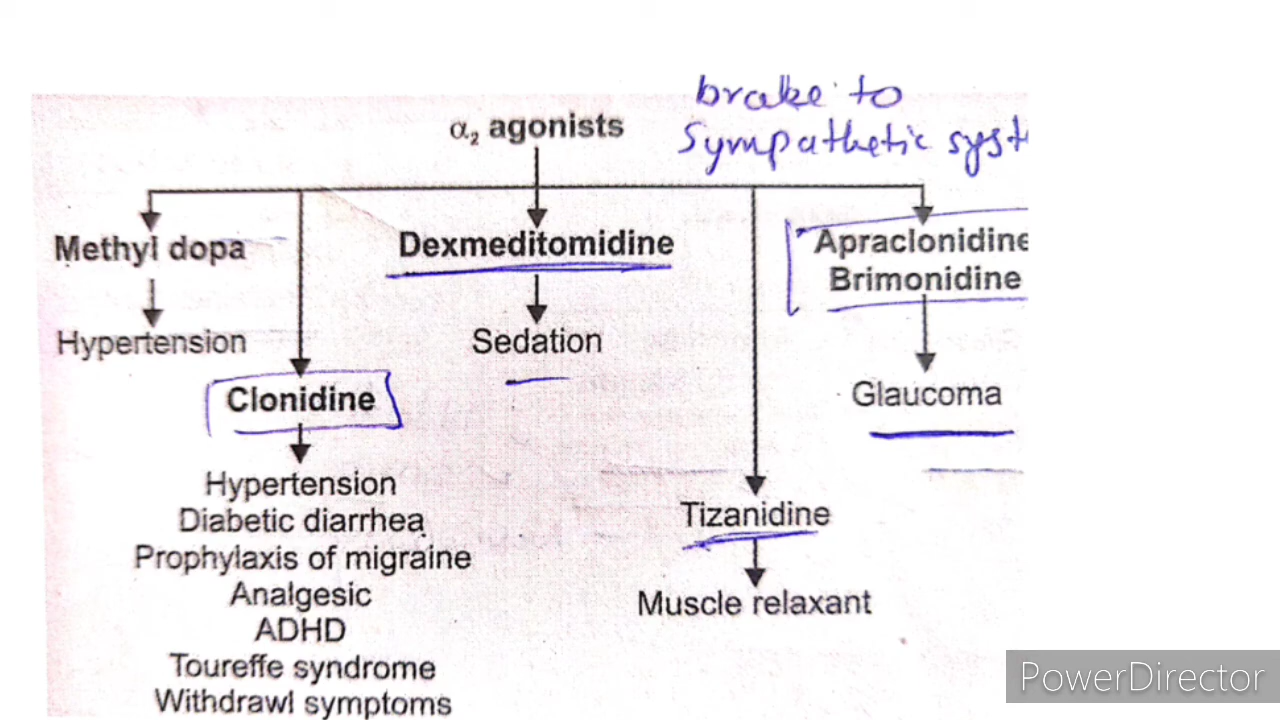 brake to
Sympathetic syst
α₂ agonists
Methyl dopa
Dexmeditomidine
Apraclonidine
Brimonidine
Hypertension
Sedation
Clonidine
Glaucoma
Hypertension
Diabetic diarrhea
Prophylaxis of migraine
Analgesic
ADHD
Toureffe syndrome
Withdrawl symptoms
Tizanidine
Muscle relaxant
PowerDirector